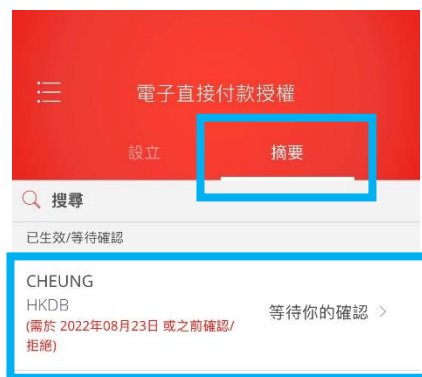 電子直接付款授權
設立 摘要
搜尋
已生效/等待確認
CHEUNG
HKDB
等待你的確認 >
(需於 2022年08月23日 或之前確認/
拒絕)